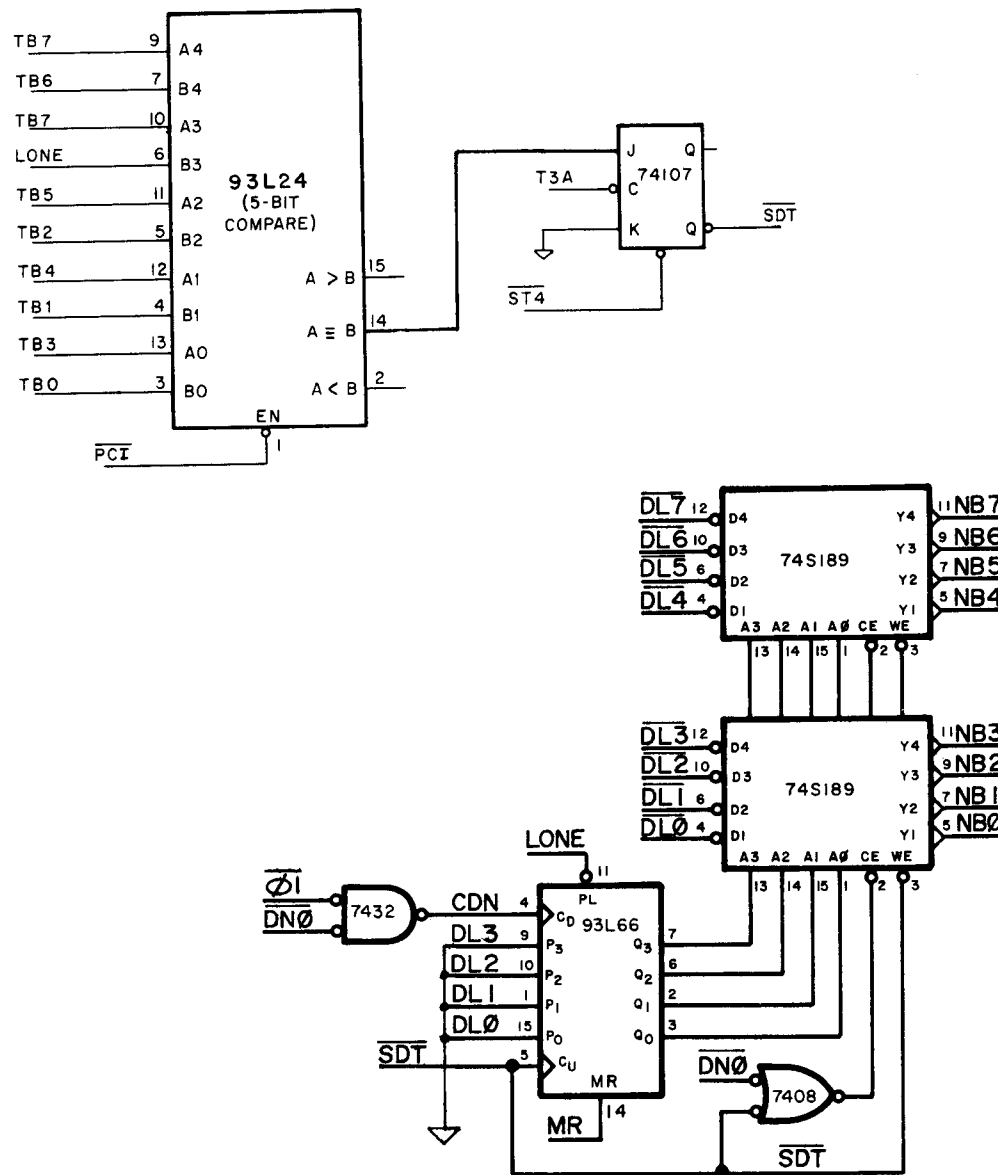 TB7 9 A4
TB6 7 B4
TB7 10 A3
LONE 6 B3
TB5 11 A2
TB2 5 B2
TB4 12 A1
TB1 4 B1
TB3 13 A0
TB0 3 B0
93L24
(5-BIT
COMPARE)
A > B 15
A ≡ B 14
A < B 2
EN
PCI 1
J Q
74107
T3A C
K Q SDT
ST4
DL7 12 D4 Y4 11 NB7
DL6 10 D3 Y3 9 NB6
74S189
DL5 6 D2 Y2 7 NB5
DL4 4 D1 Y1 5 NB4
A3 A2 A1 AØ CE WE
13 14 15 1 2 3
DL3 12 D4 Y4 11 NB3
DL2 10 D3 Y3 9 NB2
74S189
DL1 6 D2 Y2 7 NB1
DLØ 4 D1 Y1 5 NBØ
A3 A2 A1 AØ CE WE
13 14 15 1 2 3
LONE
11
PL
Ø1
DNØ
7432
CDN 4 CD
93L66
DL3 9 P3 Q3 7
DL2 10 P2 Q2 6
DL1 1 P1 Q1 2
DLØ 15 P0 Q0 3
SDT 5 CU
MR
14
MR
DNØ
7408
SDT